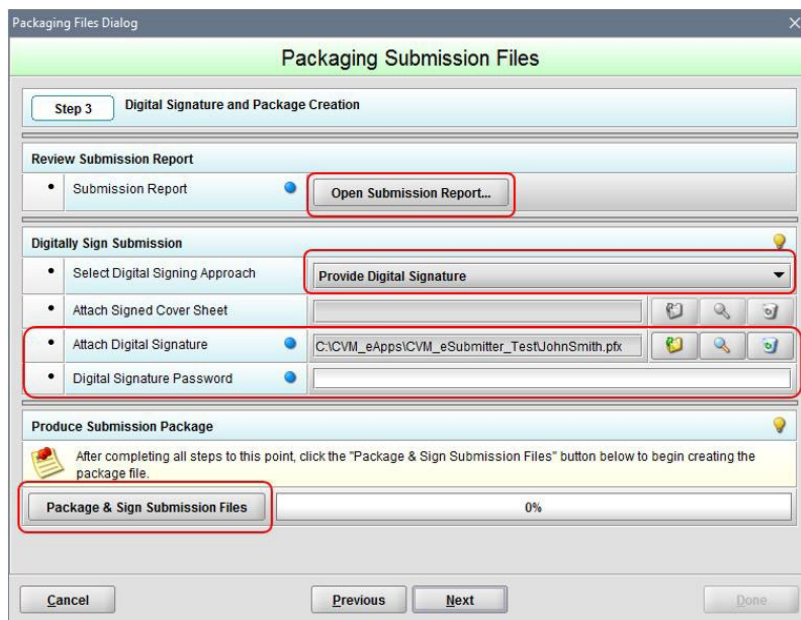 Packaging Files Dialog
Packaging Submission Files
Step 3 Digital Signature and Package Creation
Review Submission Report
• Submission Report Open Submission Report...
Digitally Sign Submission
• Select Digital Signing Approach Provide Digital Signature
• Attach Signed Cover Sheet
• Attach Digital Signature C:\CVM_eApps\CVM_eSubmitter_Test\JohnSmith.pfx
• Digital Signature Password
Produce Submission Package
After completing all steps to this point, click the "Package & Sign Submission Files" button below to begin creating the
package file.
Package & Sign Submission Files 0%
Cancel Previous Next Done